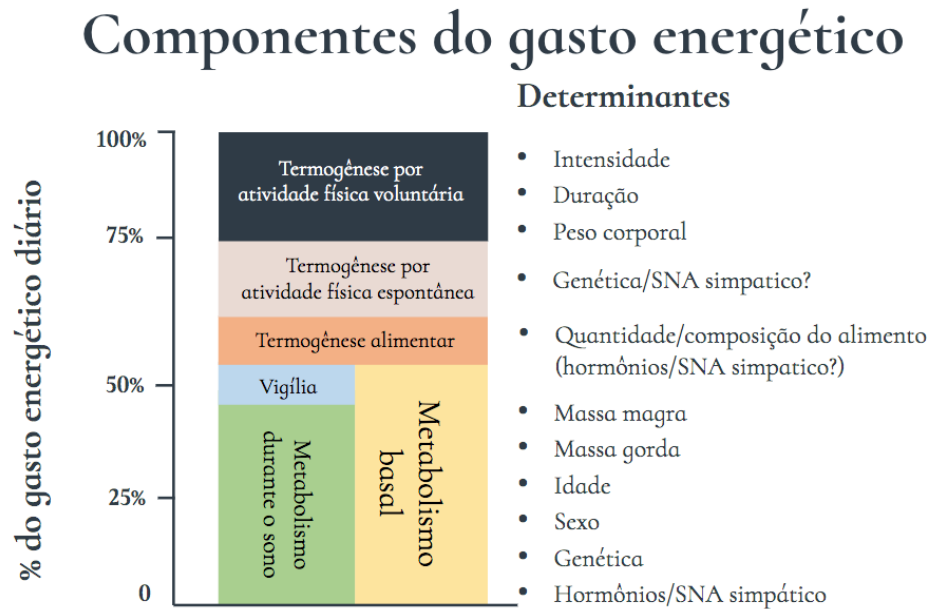 Componentes do gasto energético
Determinantes
% do gasto energético diário
100%
75%
50%
25%
0
Termogênese por
atividade física voluntária
Termogênese por
atividade física espontânea
Termogênese alimentar
Vigília
Metabolismo
durante o sono
Metabolismo
basal
• Intensidade
• Duração
• Peso corporal
• Genética/SNA simpatico?
• Quantidade/composição do alimento
(hormônios/SNA simpatico?)
• Massa magra
• Massa gorda
• Idade
• Sexo
• Genética
• Hormônios/SNA simpático